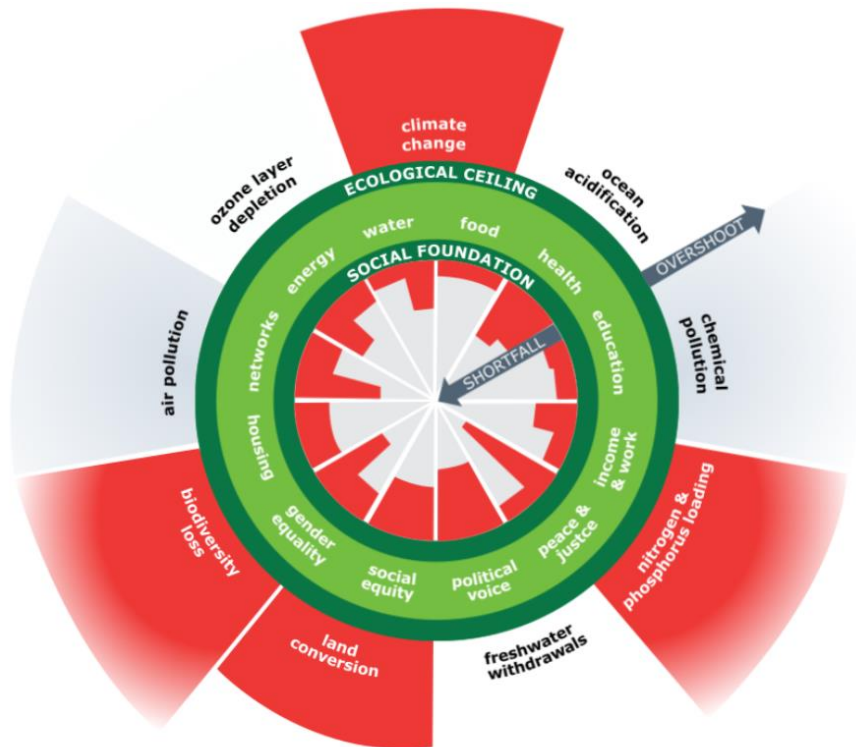 climate
change
ECOLOGICAL CEILING
ozone layer
depletion
ocean
acidification
OVERSHOOT
water
food
energy
health
SOCIAL FOUNDATION
networks
education
SHORTFALL
air pollution
chemical
pollution
housing
income
& work
gender
equality
peace &
justce
social
equity
political
voice
biodiversity
loss
nitrogen &
phosphorus loading
land
conversion
freshwater
withdrawals